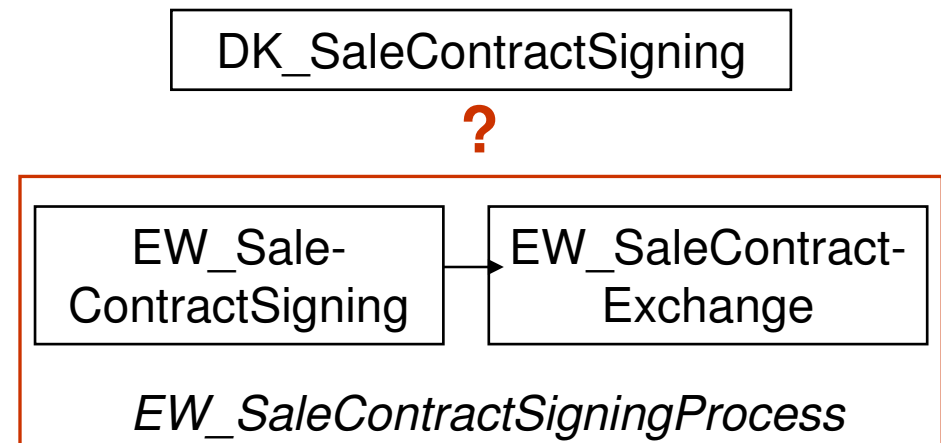 DK_SaleContractSigning
?
EW_Sale-
ContractSigning
EW_SaleContract-
Exchange
EW_SaleContractSigningProcess